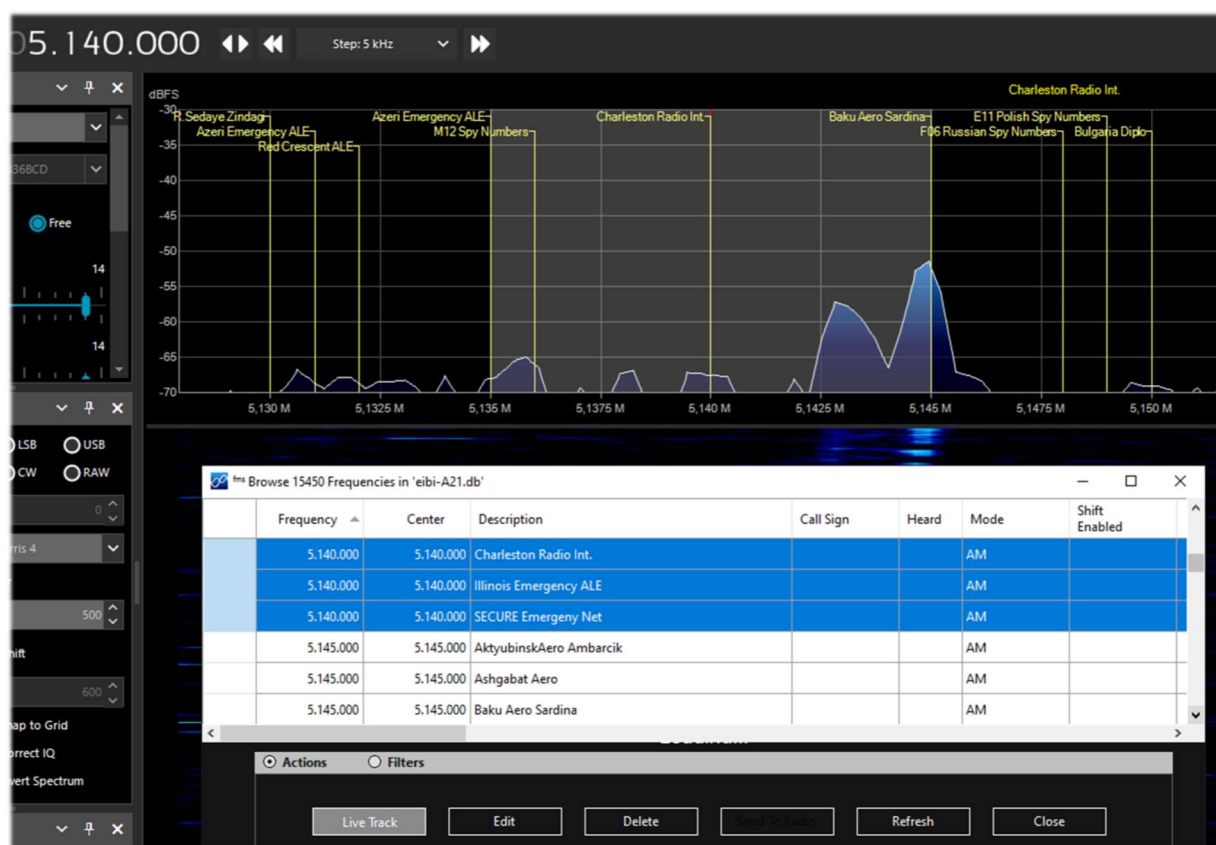 05.140.000
Step: 5 kHz
dBFS
Charleston Radio Int.
-30
R.Sedaye Zindagi
Azeri Emergency ALE
Charleston Radio Int.
Baku Aero Sardina
E11 Polish Spy Numbers
Azeri Emergency ALE
M12 Spy Numbers
F06 Russian Spy Numbers
Bulgaria Diplo
Red Crescent ALE
-35
-40
-45
-50
-55
-60
-65
-70
5,130 M
5,1325 M
5,135 M
5,1375 M
5,140 M
5,1425 M
5,145 M
5,1475 M
5,150 M
36BCD
Free
14
14
LSB
USB
CW
RAW
0
rris 4
500
hift
600
nap to Grid
orrect IQ
vert Spectrum
fms Browse 15450 Frequencies in 'eibi-A21.db'
Frequency Center Description Call Sign Heard Mode Shift Enabled
5.140.000 5.140.000 Charleston Radio Int. AM
5.140.000 5.140.000 Illinois Emergency ALE AM
5.140.000 5.140.000 SECURE Emergeny Net AM
5.145.000 5.145.000 AktyubinskAero Ambarcik AM
5.145.000 5.145.000 Ashgabat Aero AM
5.145.000 5.145.000 Baku Aero Sardina AM
Actions Filters
Live Track Edit Delete Send To Radio Refresh Close